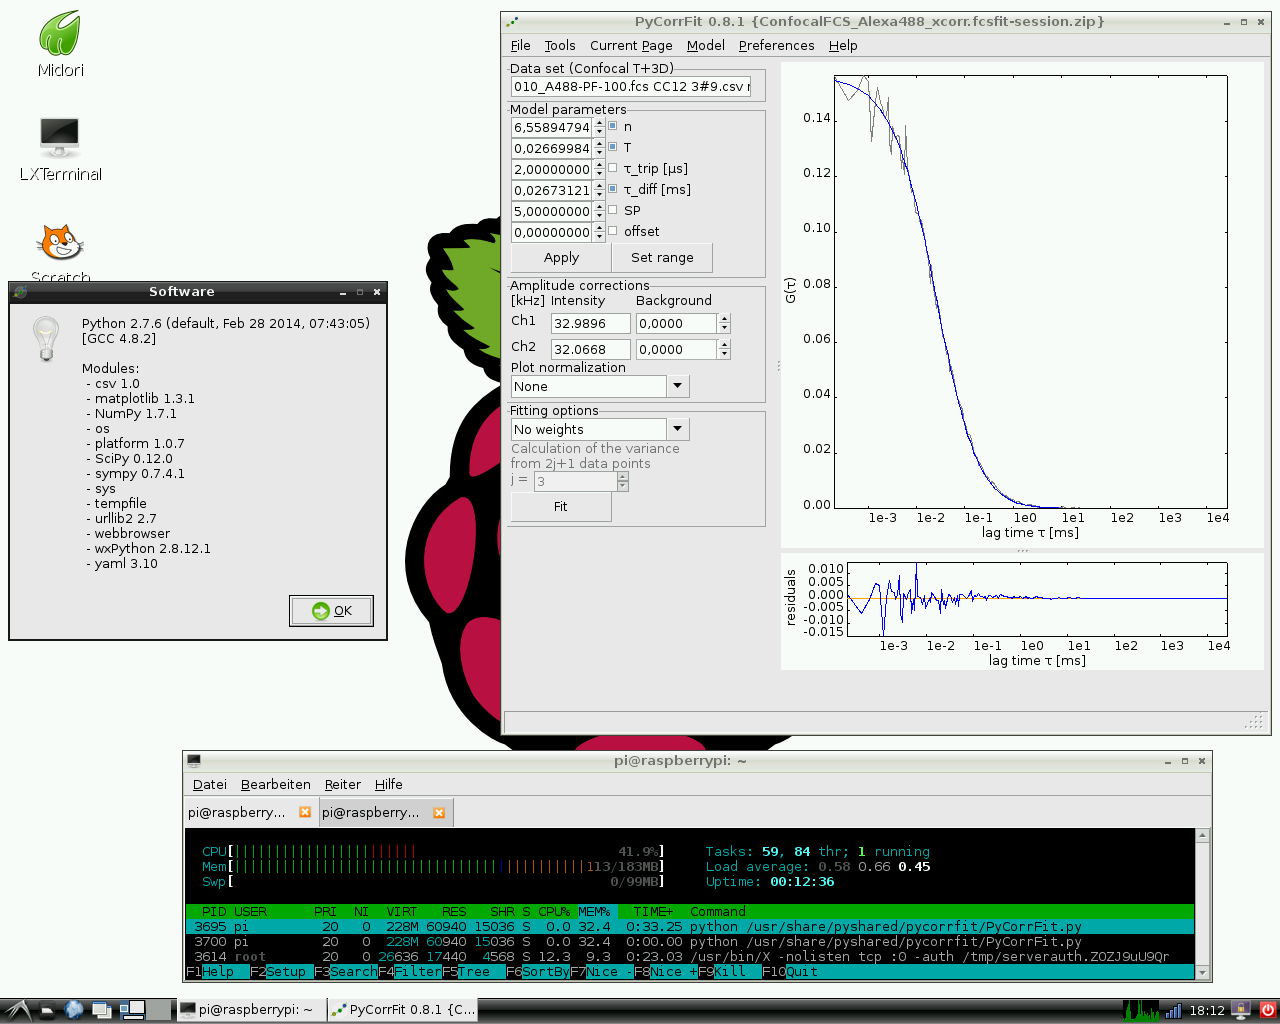 Midori
LXTerminal
Scratch
Software
Python 2.7.6 (default, Feb 28 2014, 07:43:05)
[GCC 4.8.2]
Modules:
- csv 1.0
- matplotlib 1.3.1
- NumPy 1.7.1
- os
- platform 1.0.7
- SciPy 0.12.0
- sympy 0.7.4.1
- sys
- tempfile
- urllib2 2.7
- webbrowser
- wxPython 2.8.12.1
- yaml 3.10
OK
PyCorrFit 0.8.1 {ConfocalFCS_Alexa488_xcorr.fcsfit-session.zip}
File Tools Current Page Model Preferences Help
Data set (Confocal T+3D)
010_A488-PF-100.fcs CC12 3#9.csv r
Model parameters
6,55894794 n
0,02669984 T
2,00000000 τ_trip [µs]
0,02673121 τ_diff [ms]
5,00000000 SP
0,00000000 offset
Apply Set range
Amplitude corrections
[kHz] Intensity Background
Ch1 32.9896 0,0000
Ch2 32.0668 0,0000
Plot normalization
None
Fitting options
No weights
Calculation of the variance
from 2j+1 data points
j = 3
Fit
G(τ)
0.14
0.12
0.10
0.08
0.06
0.04
0.02
0.00
1e-3 1e-2 1e-1 1e0 1e1 1e2 1e3 1e4
lag time τ [ms]
residuals
0.010
0.005
0.000
-0.005
-0.010
-0.015
1e-3 1e-2 1e-1 1e0 1e1 1e2 1e3 1e4
lag time τ [ms]
pi@raspberrypi: ~
Datei Bearbeiten Reiter Hilfe
pi@raspberry... pi@raspberry...
CPU[ 41.9%] Tasks: 59, 84 thr; 1 running
Mem[ 113/183MB] Load average: 0.58 0.66 0.45
Swp[ 0/99MB] Uptime: 00:12:36
PID USER PRI NI VIRT RES SHR S CPU% MEM% TIME+ Command
3695 pi 20 0 228M 60940 15036 S 0.0 32.4 0:33.25 python /usr/share/pyshared/pycorrfit/PyCorrFit.py
3700 pi 20 0 228M 60940 15036 S 0.0 32.4 0:00.00 python /usr/share/pyshared/pycorrfit/PyCorrFit.py
3614 root 20 0 26636 17440 4568 S 12.3 9.3 0:23.03 /usr/bin/X -nolisten tcp :0 -auth /tmp/serverauth.ZOZJ9uU9Qr
F1Help F2Setup F3SearchF4FilterF5Tree F6SortByF7Nice -F8Nice +F9Kill F10Quit
pi@raspberrypi: ~ PyCorrFit 0.8.1 {C... 18:12